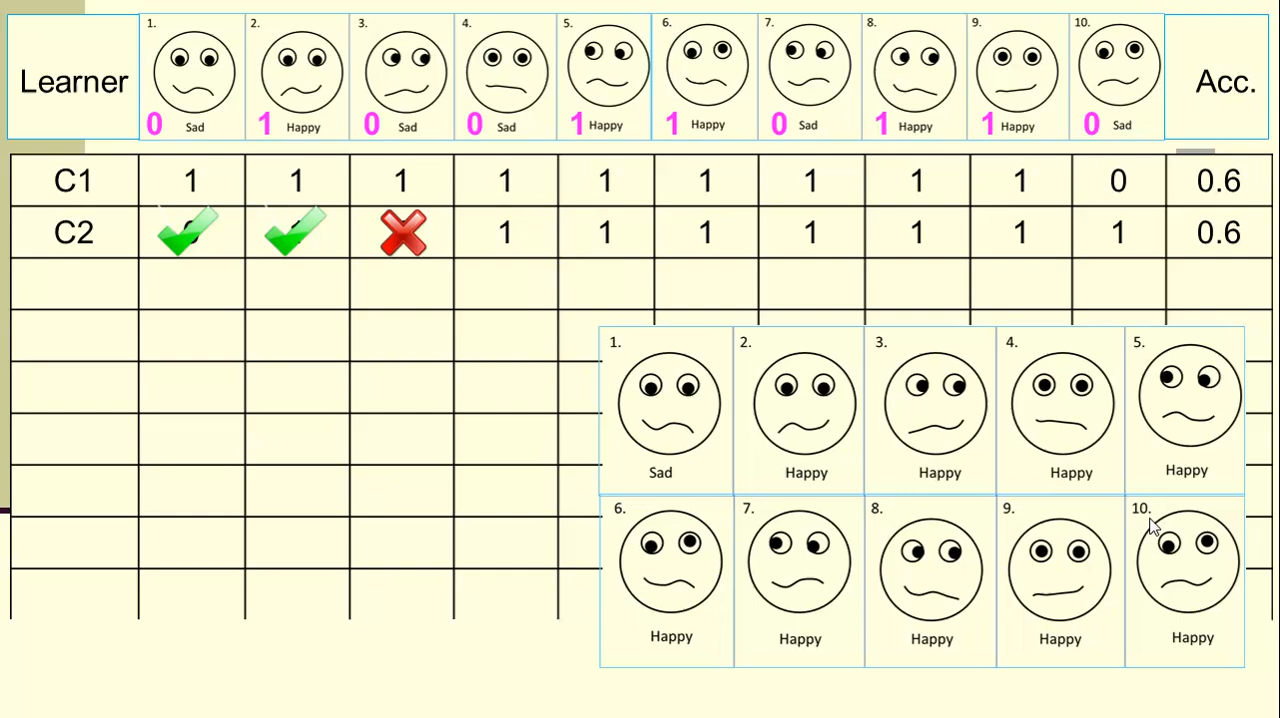 Learner 1. 2. 3. 4. 5. 6. 7. 8. 9. 10. Acc.
0 Sad 1 Happy 0 Sad 0 Sad 1 Happy 1 Happy 0 Sad 1 Happy 1 Happy 0 Sad
C1 1 1 1 1 1 1 1 1 1 0 0.6
C2 1 1 1 1 1 1 1 0.6
1. 2. 3. 4. 5.
Sad Happy Happy Happy Happy
6. 7. 8. 9. 10.
Happy Happy Happy Happy Happy